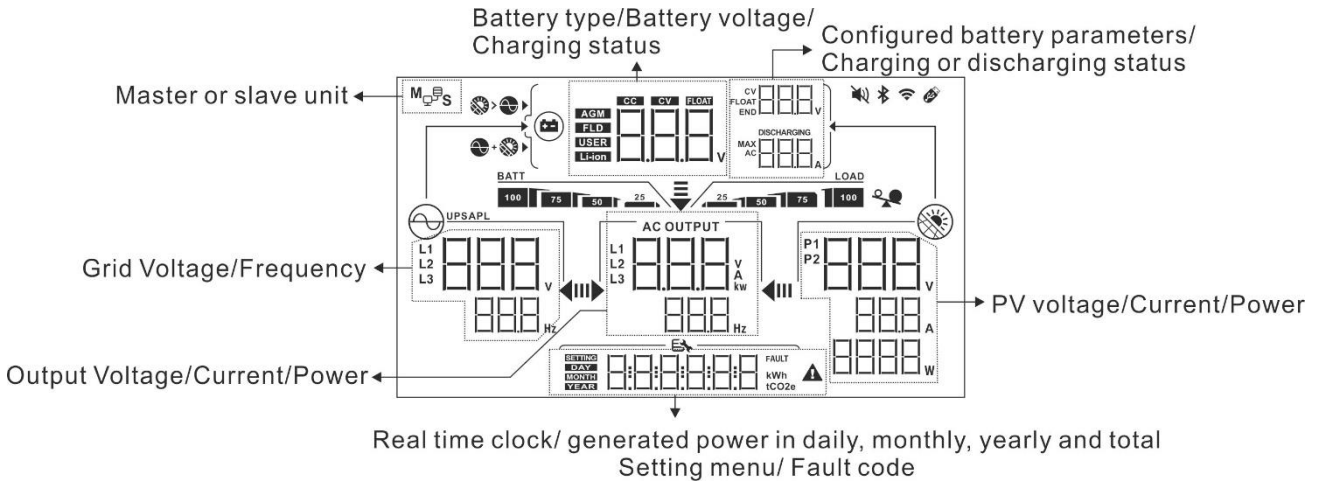 Battery type/Battery voltage/
Charging status
Configured battery parameters/
Charging or discharging status
Master or slave unit
M S
CC CV FLOAT
AGM
FLD
USER
Li-ion
V
CV
FLOAT
END
V
DISCHARGING
MAX
AC
A
BATT
LOAD
100 75 50 25 25 50 75 100
UPSAPL
L1
L2
L3
V
Hz
AC OUTPUT
L1
L2
L3
V
A
kw
Hz
P1
P2
V
A
W
Grid Voltage/Frequency
PV voltage/Current/Power
Output Voltage/Current/Power
SETTING
DAY
MONTH
YEAR
FAULT
kWh
tCO2e
Real time clock/ generated power in daily, monthly, yearly and total
Setting menu/ Fault code